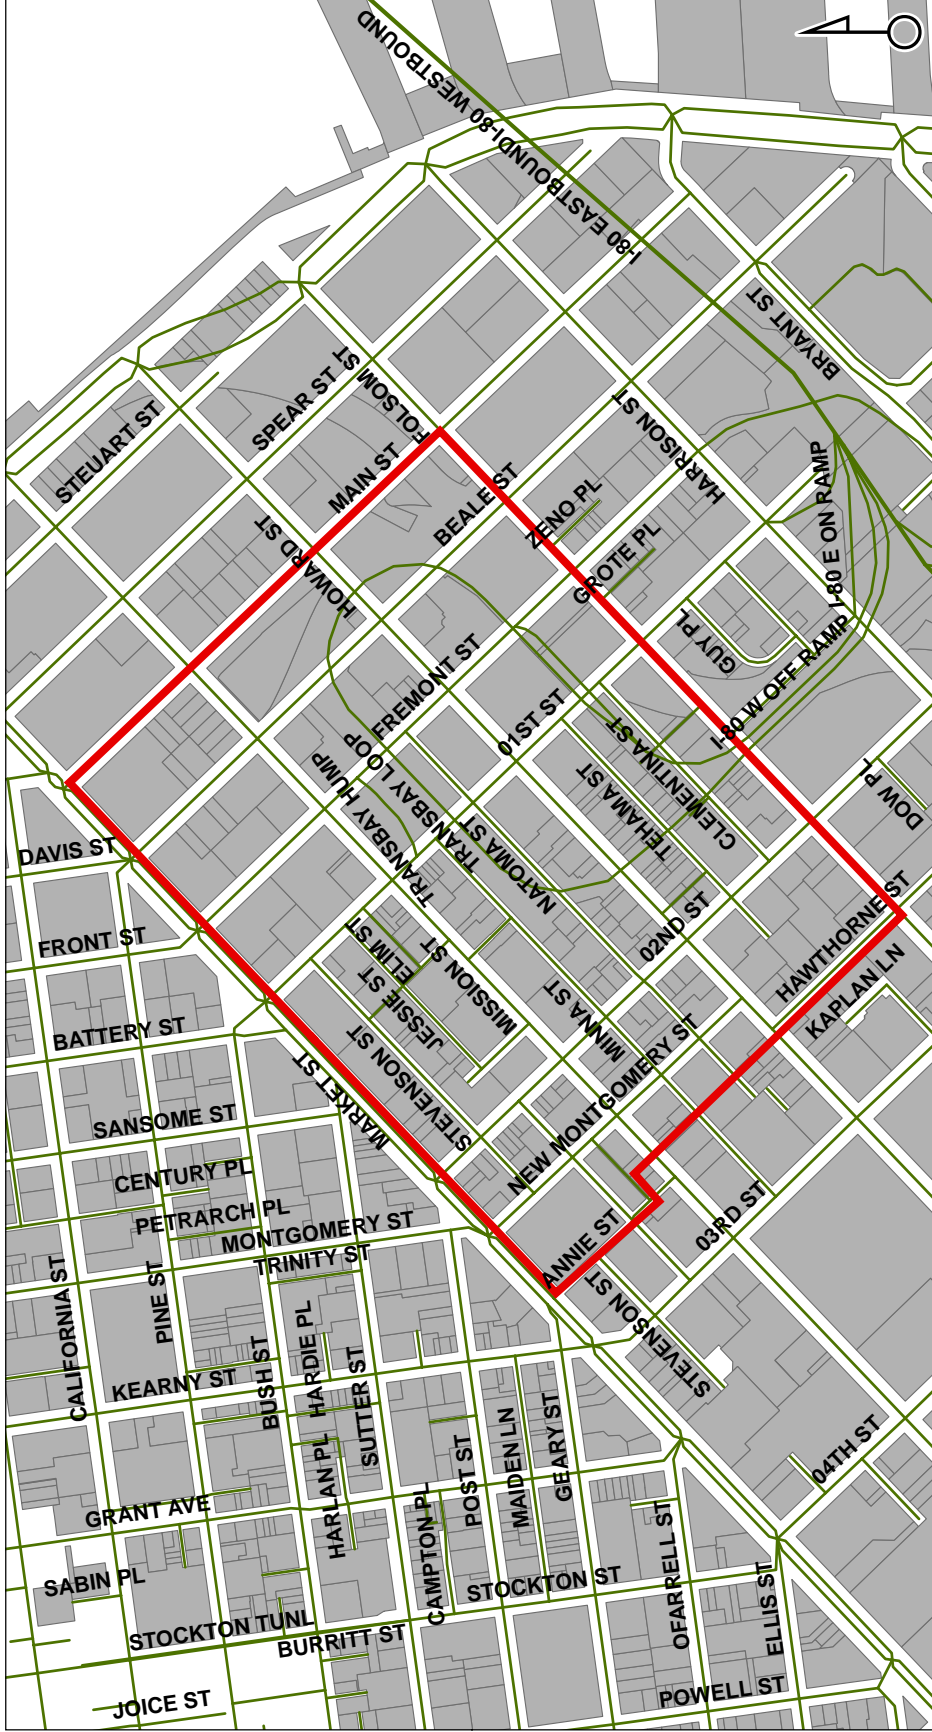 I-80 EASTBOUNDI-80 WESTBOUND
BRYANT ST
STEUART ST
SPEAR ST
FOLSOM ST
MAIN ST
HARRISON ST
BEALE ST
ZENO PL
HOWARD ST
GROTE PL
I-80 E ON RAMP
GUY PL
I-80 W OFF RAMP
FREMONT ST
01ST ST
TRANSBAY HUMP
TRANSBAY LOOP
CLEMENTINA ST
TEHAMA ST
DOW PL
NATOMA ST
DAVIS ST
FRONT ST
ELIM ST
MISSION ST
02ND ST
HAWTHORNE ST
KAPLAN LN
JESSIE ST
MINNA ST
BATTERY ST
STEVENSON ST
MARKET ST
NEW MONTGOMERY ST
SANSOME ST
CENTURY PL
PETRARCH PL
MONTGOMERY ST
TRINITY ST
ANNIE ST
03RD ST
STEVENSON ST
CALIFORNIA ST
PINE ST
HARDIE PL
BUSH ST
KEARNY ST
SUTTER ST
HARLAN PL
POST ST
MAIDEN LN
GEARY ST
04TH ST
GRANT AVE
CAMPTON PL
OFARRELL ST
ELLIS ST
SABIN PL
STOCKTON ST
STOCKTON TUNL
BURRITT ST
JOICE ST
POWELL ST